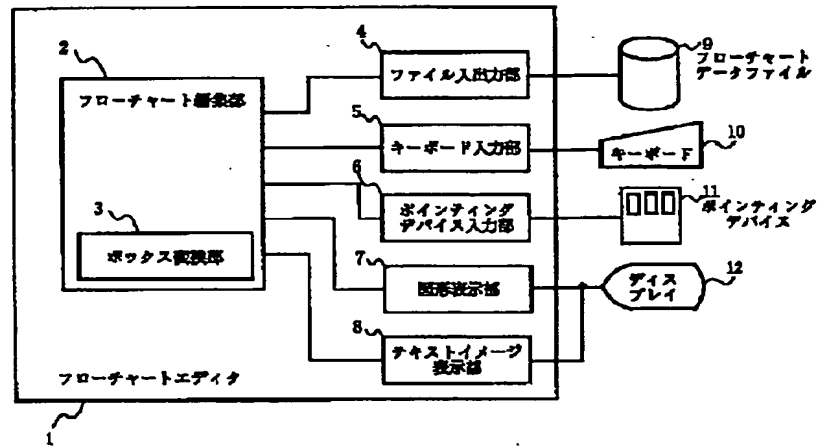 2
フローチャート編集部
3
ボックス変換部
4
ファイル入出力部
5
キーボード入力部
6
ポインティング
デバイス入力部
7
図形表示部
8
テキストイメージ
表示部
9
フローチャート
データファイル
10
キーボード
11
ポインティング
デバイス
12
ディス
プレイ
フローチャートエディタ
1